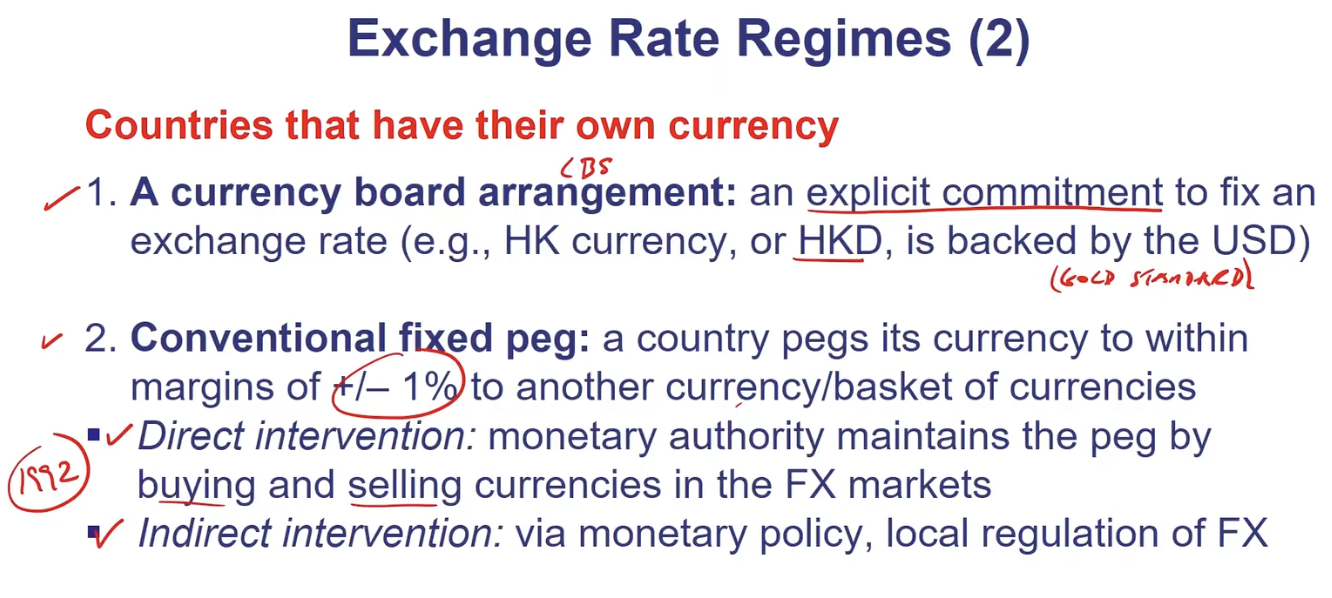 Exchange Rate Regimes (2)
Countries that have their own currency
CBS
1. A currency board arrangement: an explicit commitment to fix an
exchange rate (e.g., HK currency, or HKD, is backed by the USD)
(GOLD STANDARD)
2. Conventional fixed peg: a country pegs its currency to within
margins of +/– 1% to another currency/basket of currencies
▪ Direct intervention: monetary authority maintains the peg by
1992
buying and selling currencies in the FX markets
▪ Indirect intervention: via monetary policy, local regulation of FX